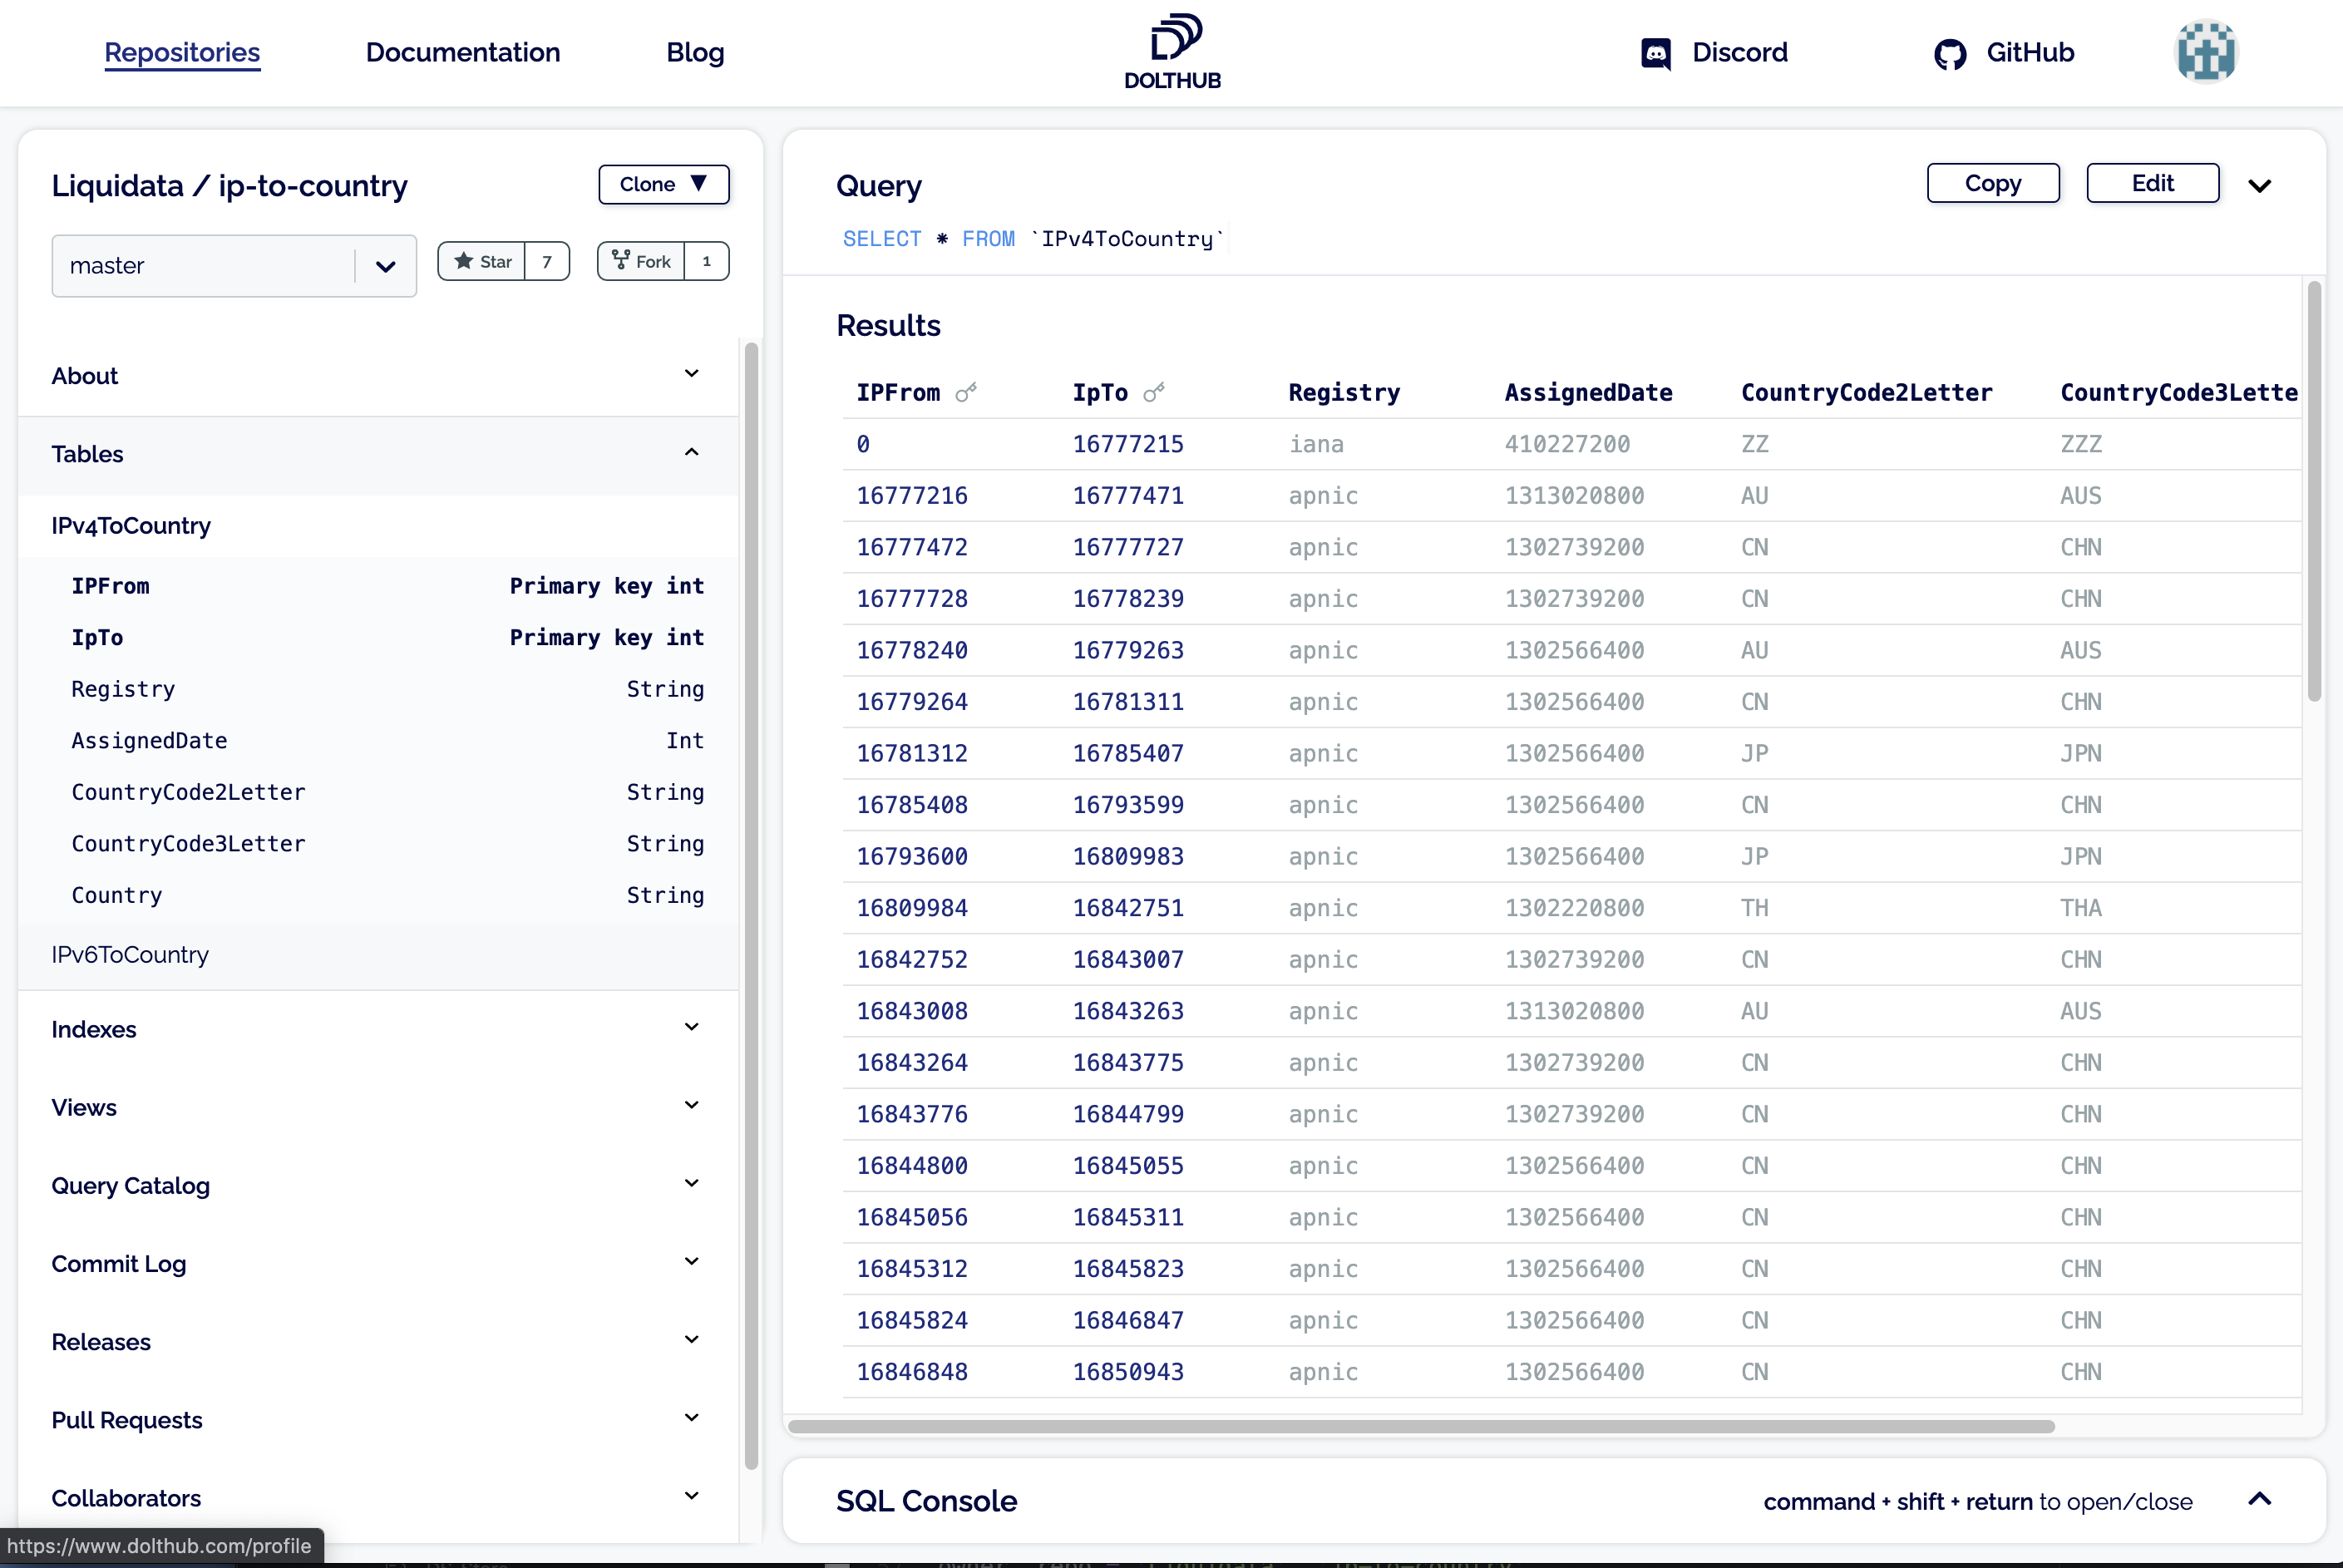 Repositories Documentation Blog DOLTHUB Discord GitHub
Liquidata / ip-to-country Clone ▼
master Star 7 Fork 1
About
Tables
IPv4ToCountry
IPFrom Primary key int
IpTo Primary key int
Registry String
AssignedDate Int
CountryCode2Letter String
CountryCode3Letter String
Country String
IPv6ToCountry
Indexes
Views
Query Catalog
Commit Log
Releases
Pull Requests
Collaborators
https://www.dolthub.com/profile
Query Copy Edit
SELECT * FROM `IPv4ToCountry`
Results
IPFrom IpTo Registry AssignedDate CountryCode2Letter CountryCode3Lette
0 16777215 iana 410227200 ZZ ZZZ
16777216 16777471 apnic 1313020800 AU AUS
16777472 16777727 apnic 1302739200 CN CHN
16777728 16778239 apnic 1302739200 CN CHN
16778240 16779263 apnic 1302566400 AU AUS
16779264 16781311 apnic 1302566400 CN CHN
16781312 16785407 apnic 1302566400 JP JPN
16785408 16793599 apnic 1302566400 CN CHN
16793600 16809983 apnic 1302566400 JP JPN
16809984 16842751 apnic 1302220800 TH THA
16842752 16843007 apnic 1302739200 CN CHN
16843008 16843263 apnic 1313020800 AU AUS
16843264 16843775 apnic 1302739200 CN CHN
16843776 16844799 apnic 1302739200 CN CHN
16844800 16845055 apnic 1302566400 CN CHN
16845056 16845311 apnic 1302566400 CN CHN
16845312 16845823 apnic 1302566400 CN CHN
16845824 16846847 apnic 1302566400 CN CHN
16846848 16850943 apnic 1302566400 CN CHN
SQL Console command + shift + return to open/close